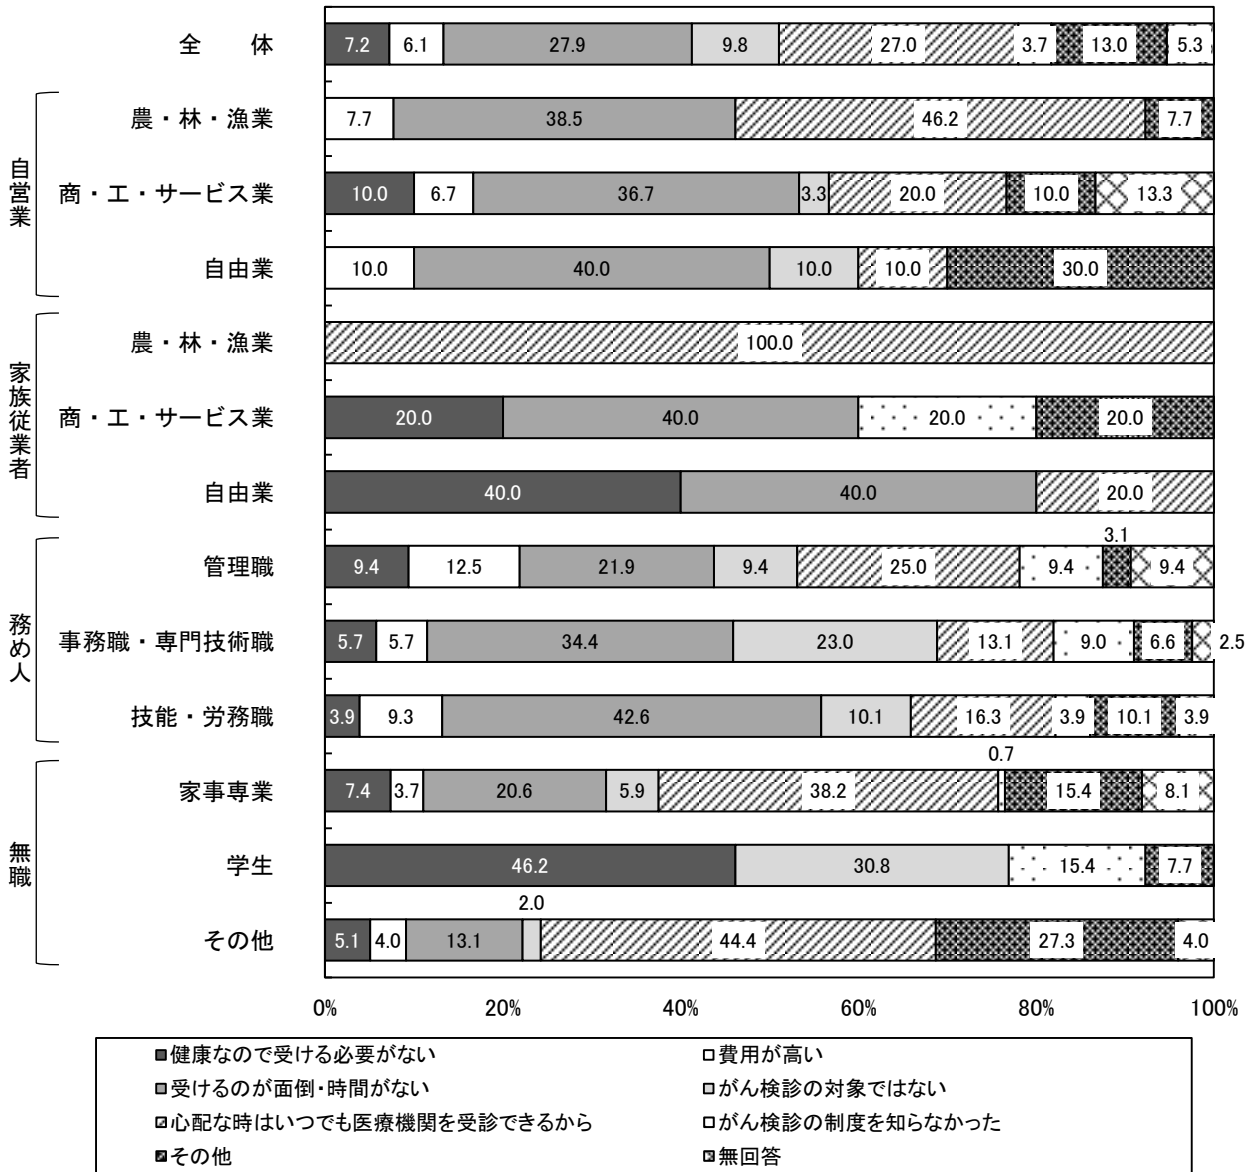 全　　体 7.2 6.1 27.9 9.8 27.0 3.7 13.0 5.3
自営業
農・林・漁業 7.7 38.5 46.2 7.7
商・工・サービス業 10.0 6.7 36.7 3.3 20.0 10.0 13.3
自由業 10.0 40.0 10.0 10.0 30.0
家族従業者
農・林・漁業 100.0
商・工・サービス業 20.0 40.0 20.0 20.0
自由業 40.0 40.0 20.0
務め人
管理職 9.4 12.5 21.9 9.4 25.0 9.4 3.1 9.4
事務職・専門技術職 5.7 5.7 34.4 23.0 13.1 9.0 6.6 2.5
技能・労務職 3.9 9.3 42.6 10.1 16.3 3.9 10.1 3.9
無職
家事専業 7.4 3.7 20.6 5.9 38.2 0.7 15.4 8.1
学生 46.2 30.8 15.4 7.7
その他 5.1 4.0 13.1 2.0 44.4 27.3 4.0
0% 20% 40% 60% 80% 100%
健康なので受ける必要がない 費用が高い
受けるのが面倒・時間がない がん検診の対象ではない
心配な時はいつでも医療機関を受診できるから がん検診の制度を知らなかった
その他 無回答